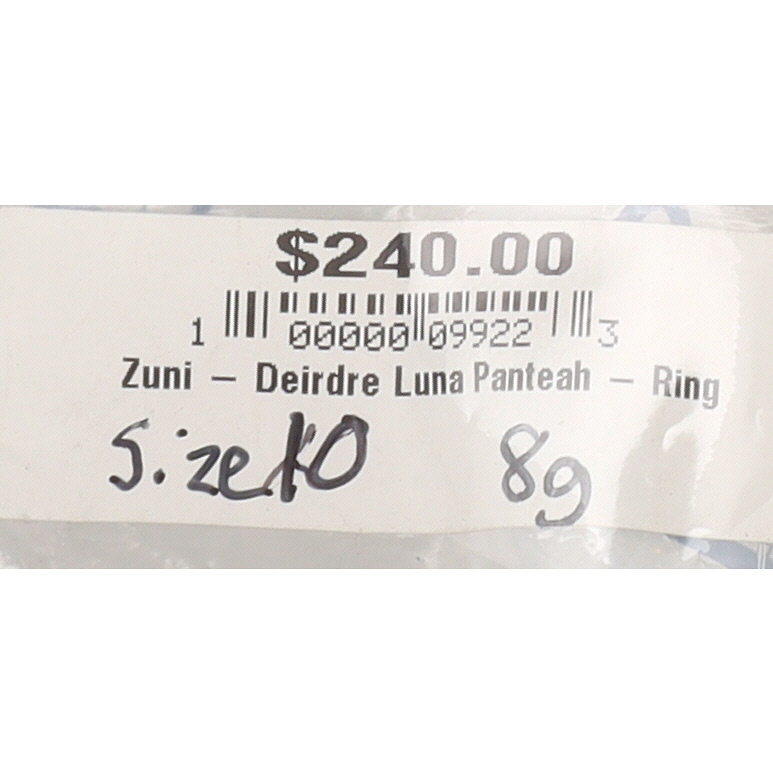 $240.00
1 00000 09922 3
Zuni – Deirdre Luna Panteah – Ring
Size 10 8g